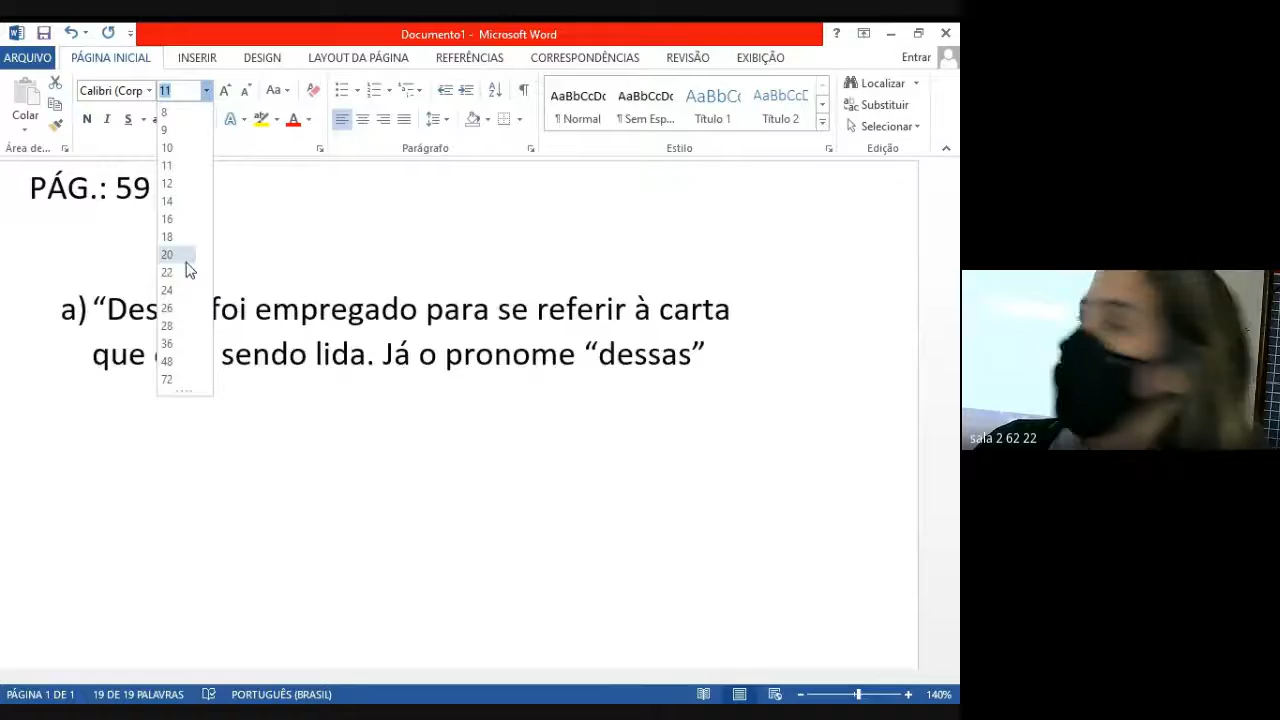 Documento1 - Microsoft Word
?
ARQUIVO PÁGINA INICIAL INSERIR DESIGN LAYOUT DA PÁGINA REFERÊNCIAS CORRESPONDÊNCIAS REVISÃO EXIBIÇÃO Entrar
Colar
Calibri (Corp 11
Aa
N I S
A A
AaBbCcDc AaBbCcDc AaBbC( AaBbCcC
¶ Normal ¶ Sem Esp... Título 1 Título 2
Localizar
Substituir
Selecionar
Área de... Parágrafo Estilo Edição
8
9
10
11
12
14
16
18
20
22
24
26
28
36
48
72
PÁG.: 59
a) “Des foi empregado para se referir à carta
que sendo lida. Já o pronome “dessas”
sala 2 62 22
PÁGINA 1 DE 1 19 DE 19 PALAVRAS PORTUGUÊS (BRASIL) 140%